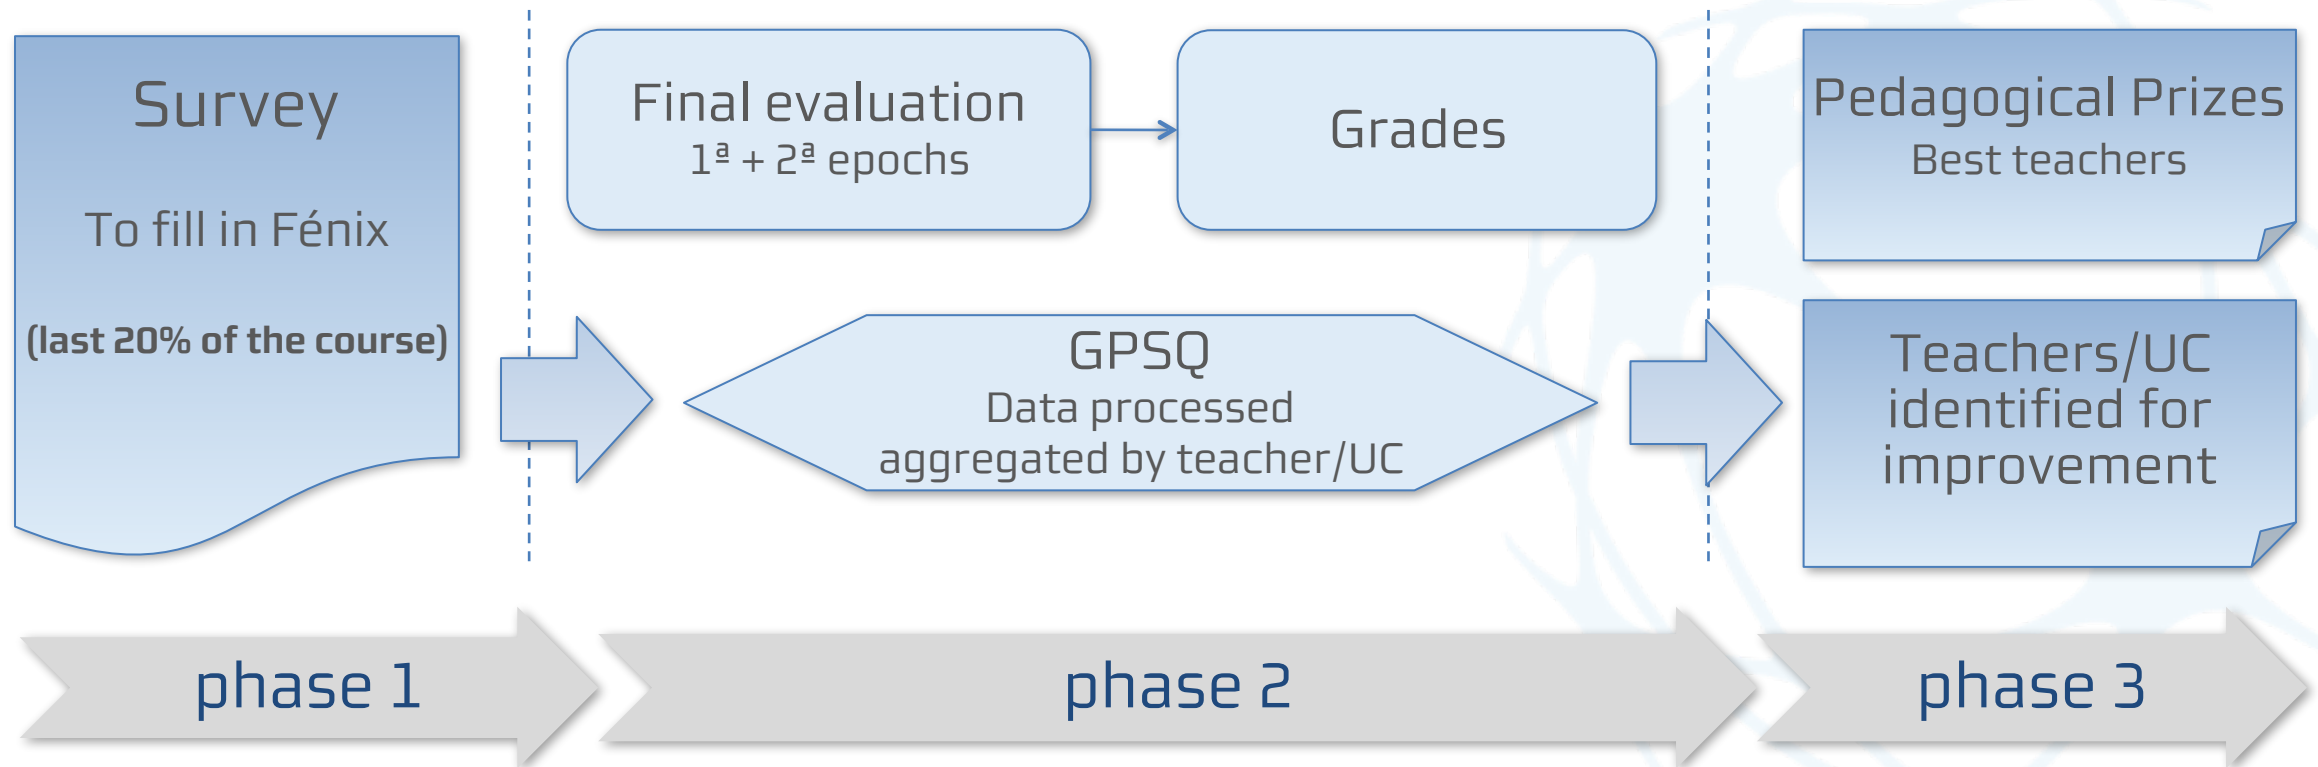 Survey
To fill in Fénix
(last 20% of the course)
Final evaluation
1ª + 2ª epochs
Grades
GPSQ
Data processed
aggregated by teacher/UC
Pedagogical Prizes
Best teachers
Teachers/UC
identified for
improvement
phase 1
phase 2
phase 3